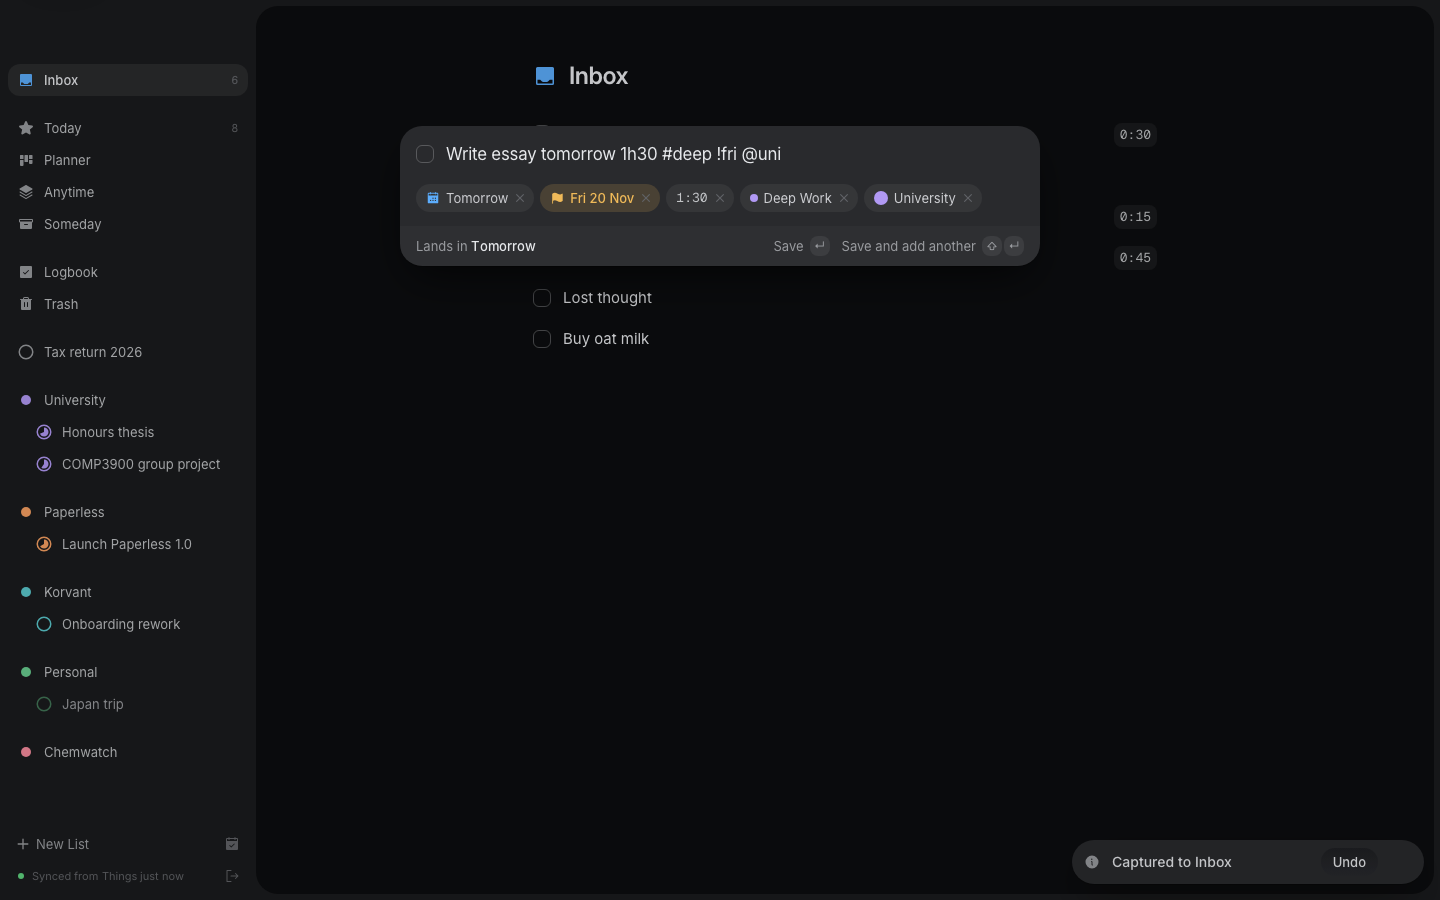 Inbox 6
Today 8
Planner
Anytime
Someday
Logbook
Trash
Tax return 2026
University
Honours thesis
COMP3900 group project
Paperless
Launch Paperless 1.0
Korvant
Onboarding rework
Personal
Japan trip
Chemwatch
New List
Synced from Things just now
Inbox
0:30
Write essay tomorrow 1h30 #deep !fri @uni
Tomorrow Fri 20 Nov 1:30 Deep Work University
0:15
Lands in Tomorrow Save Save and add another
0:45
Lost thought
Buy oat milk
Captured to Inbox Undo